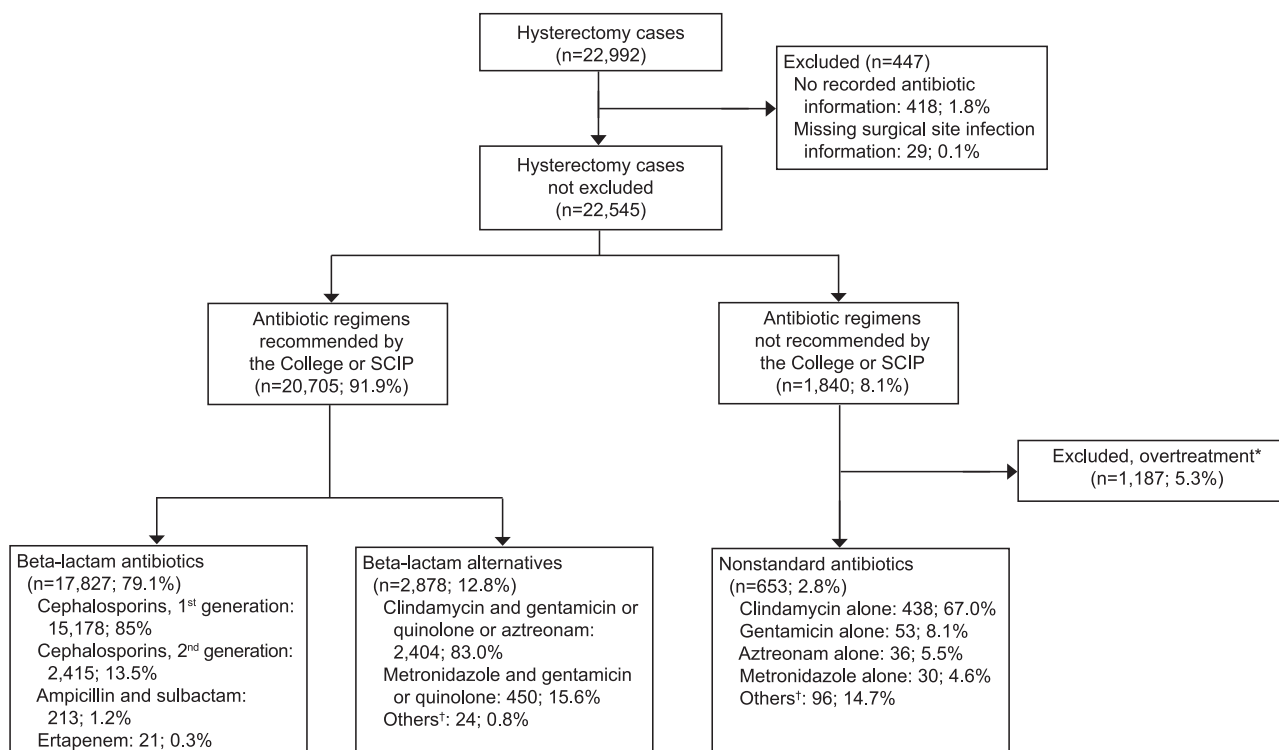 Hysterectomy cases
(n=22,992)
Excluded (n=447)
No recorded antibiotic
information: 418; 1.8%
Missing surgical site infection
information: 29; 0.1%
Hysterectomy cases
not excluded
(n=22,545)
Antibiotic regimens
recommended by
the College or SCIP
(n=20,705; 91.9%)
Antibiotic regimens
not recommended by
the College or SCIP
(n=1,840; 8.1%)
Excluded, overtreatment*
(n=1,187; 5.3%)
Beta-lactam antibiotics
(n=17,827; 79.1%)
Cephalosporins, 1st generation:
15,178; 85%
Cephalosporins, 2nd generation:
2,415; 13.5%
Ampicillin and sulbactam:
213; 1.2%
Ertapenem: 21; 0.3%
Beta-lactam alternatives
(n=2,878; 12.8%)
Clindamycin and gentamicin or
quinolone or aztreonam:
2,404; 83.0%
Metronidazole and gentamicin
or quinolone: 450; 15.6%
Others†: 24; 0.8%
Nonstandard antibiotics
(n=653; 2.8%)
Clindamycin alone: 438; 67.0%
Gentamicin alone: 53; 8.1%
Aztreonam alone: 36; 5.5%
Metronidazole alone: 30; 4.6%
Others†: 96; 14.7%